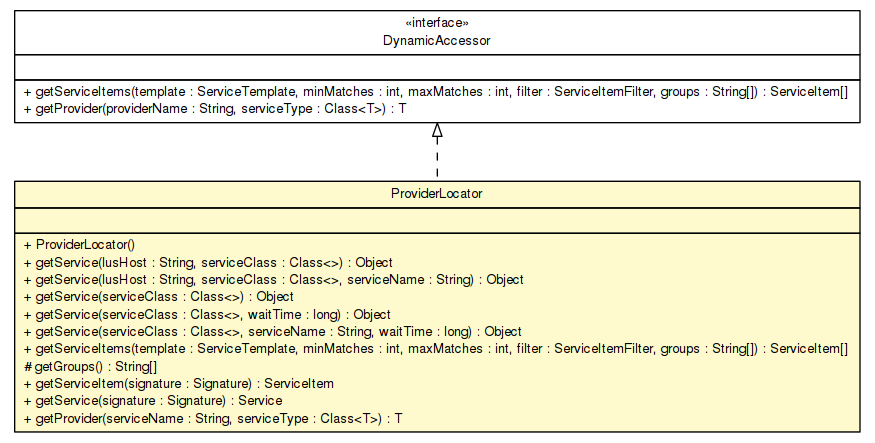 «interface»
DynamicAccessor
+ getServiceItems(template : ServiceTemplate, minMatches : int, maxMatches : int, filter : ServiceItemFilter, groups : String[]) : ServiceItem[]
+ getProvider(providerName : String, serviceType : Class<T>) : T
ProviderLocator
+ ProviderLocator()
+ getService(lusHost : String, serviceClass : Class<>) : Object
+ getService(lusHost : String, serviceClass : Class<>, serviceName : String) : Object
+ getService(serviceClass : Class<>) : Object
+ getService(serviceClass : Class<>, waitTime : long) : Object
+ getService(serviceClass : Class<>, serviceName : String, waitTime : long) : Object
+ getServiceItems(template : ServiceTemplate, minMatches : int, maxMatches : int, filter : ServiceItemFilter, groups : String[]) : ServiceItem[]
# getGroups() : String[]
+ getServiceItem(signature : Signature) : ServiceItem
+ getService(signature : Signature) : Service
+ getProvider(serviceName : String, serviceType : Class<T>) : T